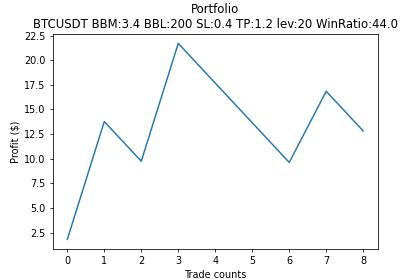 Portfolio
BTCUSDT BBM:3.4 BBL:200 SL:0.4 TP:1.2 lev:20 WinRatio:44.0
22.5
20.0
17.5
15.0
12.5
10.0
7.5
5.0
2.5
Profit ($)
0 1 2 3 4 5 6 7 8
Trade counts